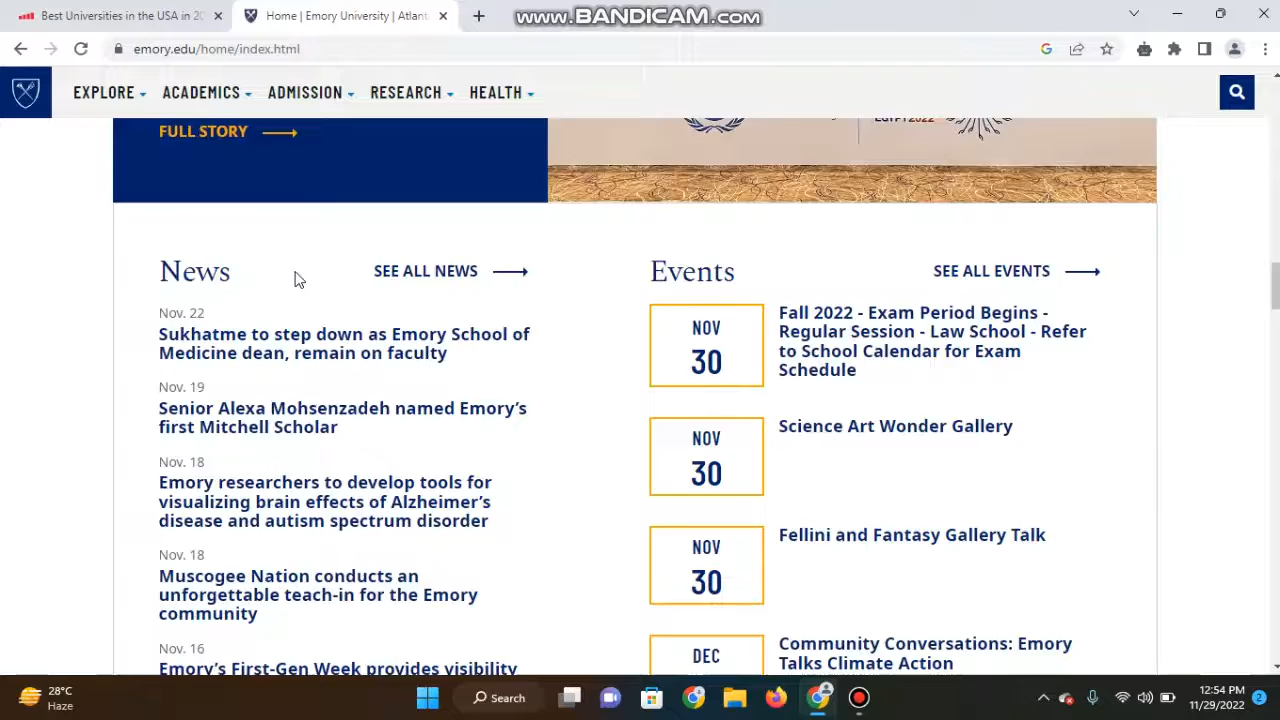 Best Universities in the USA in 20
Home | Emory University | Atlant
www.BANDICAM.com
emory.edu/home/index.html
EXPLORE ACADEMICS ADMISSION RESEARCH HEALTH
FULL STORY
EGYPT2022
News
SEE ALL NEWS
Nov. 22
Sukhatme to step down as Emory School of
Medicine dean, remain on faculty
Nov. 19
Senior Alexa Mohsenzadeh named Emory’s
first Mitchell Scholar
Nov. 18
Emory researchers to develop tools for
visualizing brain effects of Alzheimer’s
disease and autism spectrum disorder
Nov. 18
Muscogee Nation conducts an
unforgettable teach-in for the Emory
community
Nov. 16
Emory’s First-Gen Week provides visibility
Events
SEE ALL EVENTS
NOV
30
Fall 2022 - Exam Period Begins -
Regular Session - Law School - Refer
to School Calendar for Exam
Schedule
NOV
30
Science Art Wonder Gallery
NOV
30
Fellini and Fantasy Gallery Talk
DEC
Community Conversations: Emory
Talks Climate Action
28°C
Haze
Search
12:54 PM
11/29/2022
2